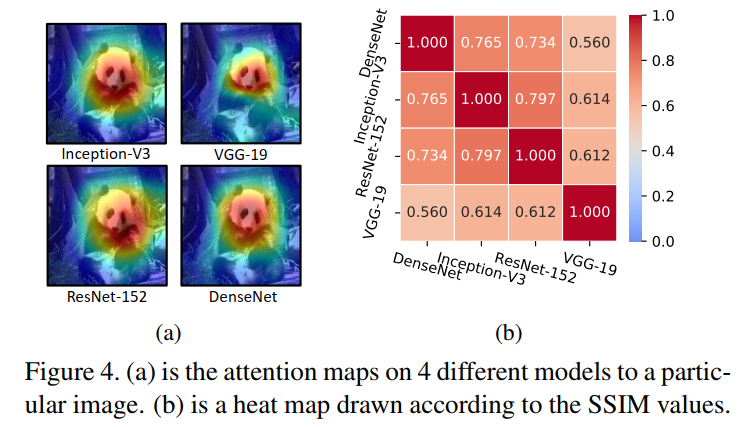 Inception-V3
VGG-19
ResNet-152
DenseNet
(a)
DenseNet
Inception-V3
ResNet-152
VGG-19
1.000 0.765 0.734 0.560
0.765 1.000 0.797 0.614
0.734 0.797 1.000 0.612
0.560 0.614 0.612 1.000
DenseNet
Inception-V3
ResNet-152
VGG-19
1.0
0.8
0.6
0.4
0.2
0.0
(b)
Figure 4. (a) is the attention maps on 4 different models to a partic-
ular image. (b) is a heat map drawn according to the SSIM values.